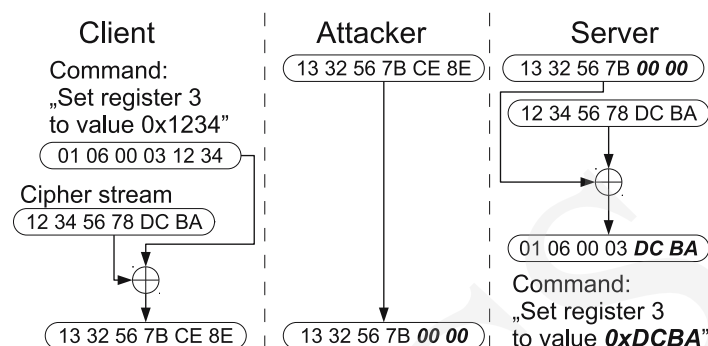 Client
Command:
„Set register 3
to value 0x1234”
01 06 00 03 12 34
Cipher stream
12 34 56 78 DC BA
13 32 56 7B CE 8E
Attacker
13 32 56 7B CE 8E
13 32 56 7B 00 00
Server
13 32 56 7B 00 00
12 34 56 78 DC BA
01 06 00 03 DC BA
Command:
„Set register 3
to value 0xDCBA”